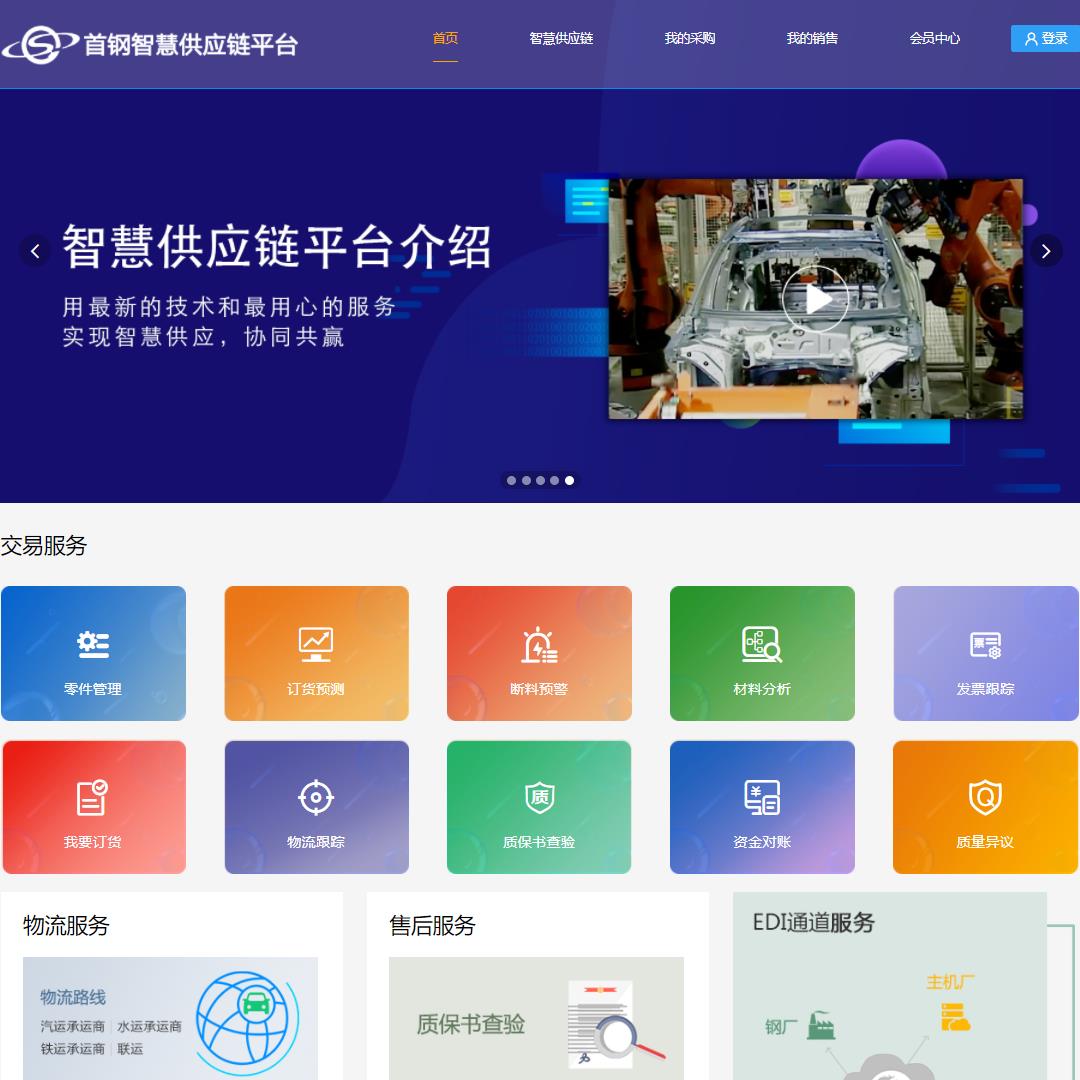 首钢智慧供应链平台
首页
智慧供应链
我的采购
我的销售
会员中心
登录
智慧供应链平台介绍
用最新的技术和最用心的服务
实现智慧供应，协同共赢
交易服务
零件管理
订货预测
断料预警
材料分析
发票跟踪
我要订货
物流跟踪
质保书查验
资金对账
质量异议
物流服务
售后服务
EDI通道服务
物流路线
汽运承运商 | 水运承运商
铁运承运商 | 联运
质保书查验
主机厂
钢厂